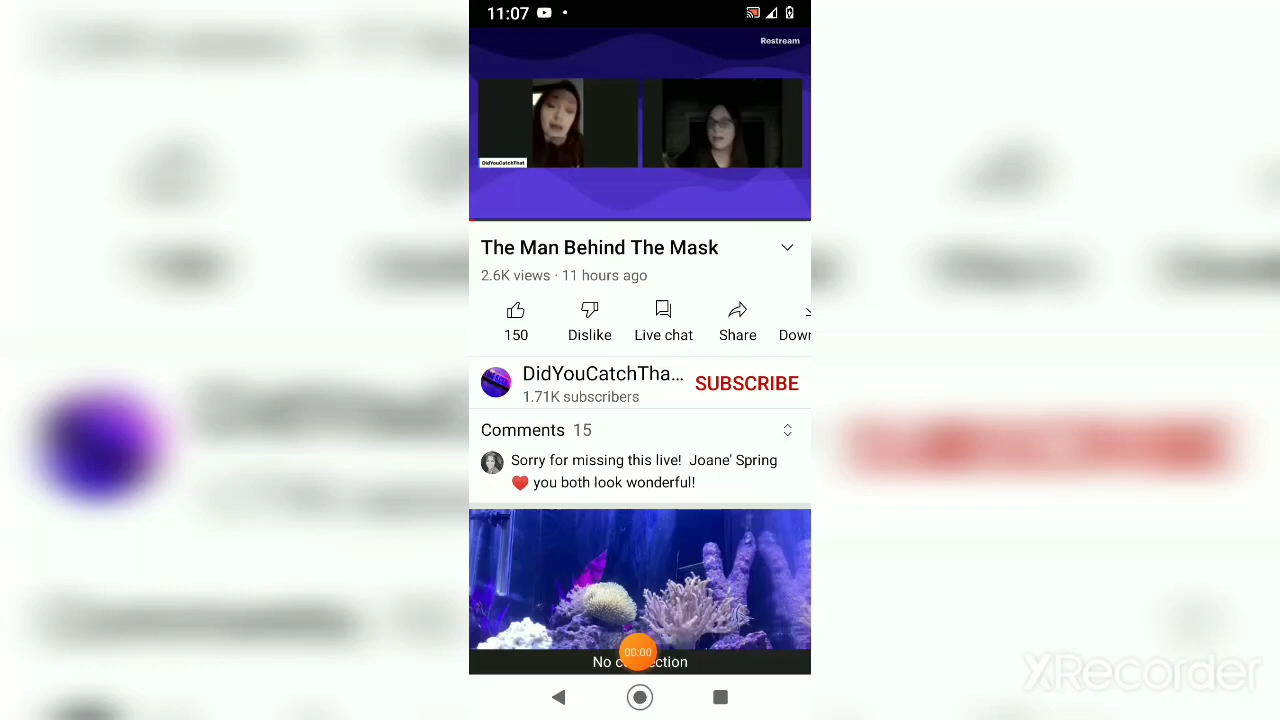 11:07
Restream
DidYouCatchThat
The Man Behind The Mask
2.6K views · 11 hours ago
150
Dislike
Live chat
Share
Down
DidYouCatchTha...
SUBSCRIBE
1.71K subscribers
Comments 15
Sorry for missing this live! Joane' Spring
❤️ you both look wonderful!
00:00
No
XRecorder